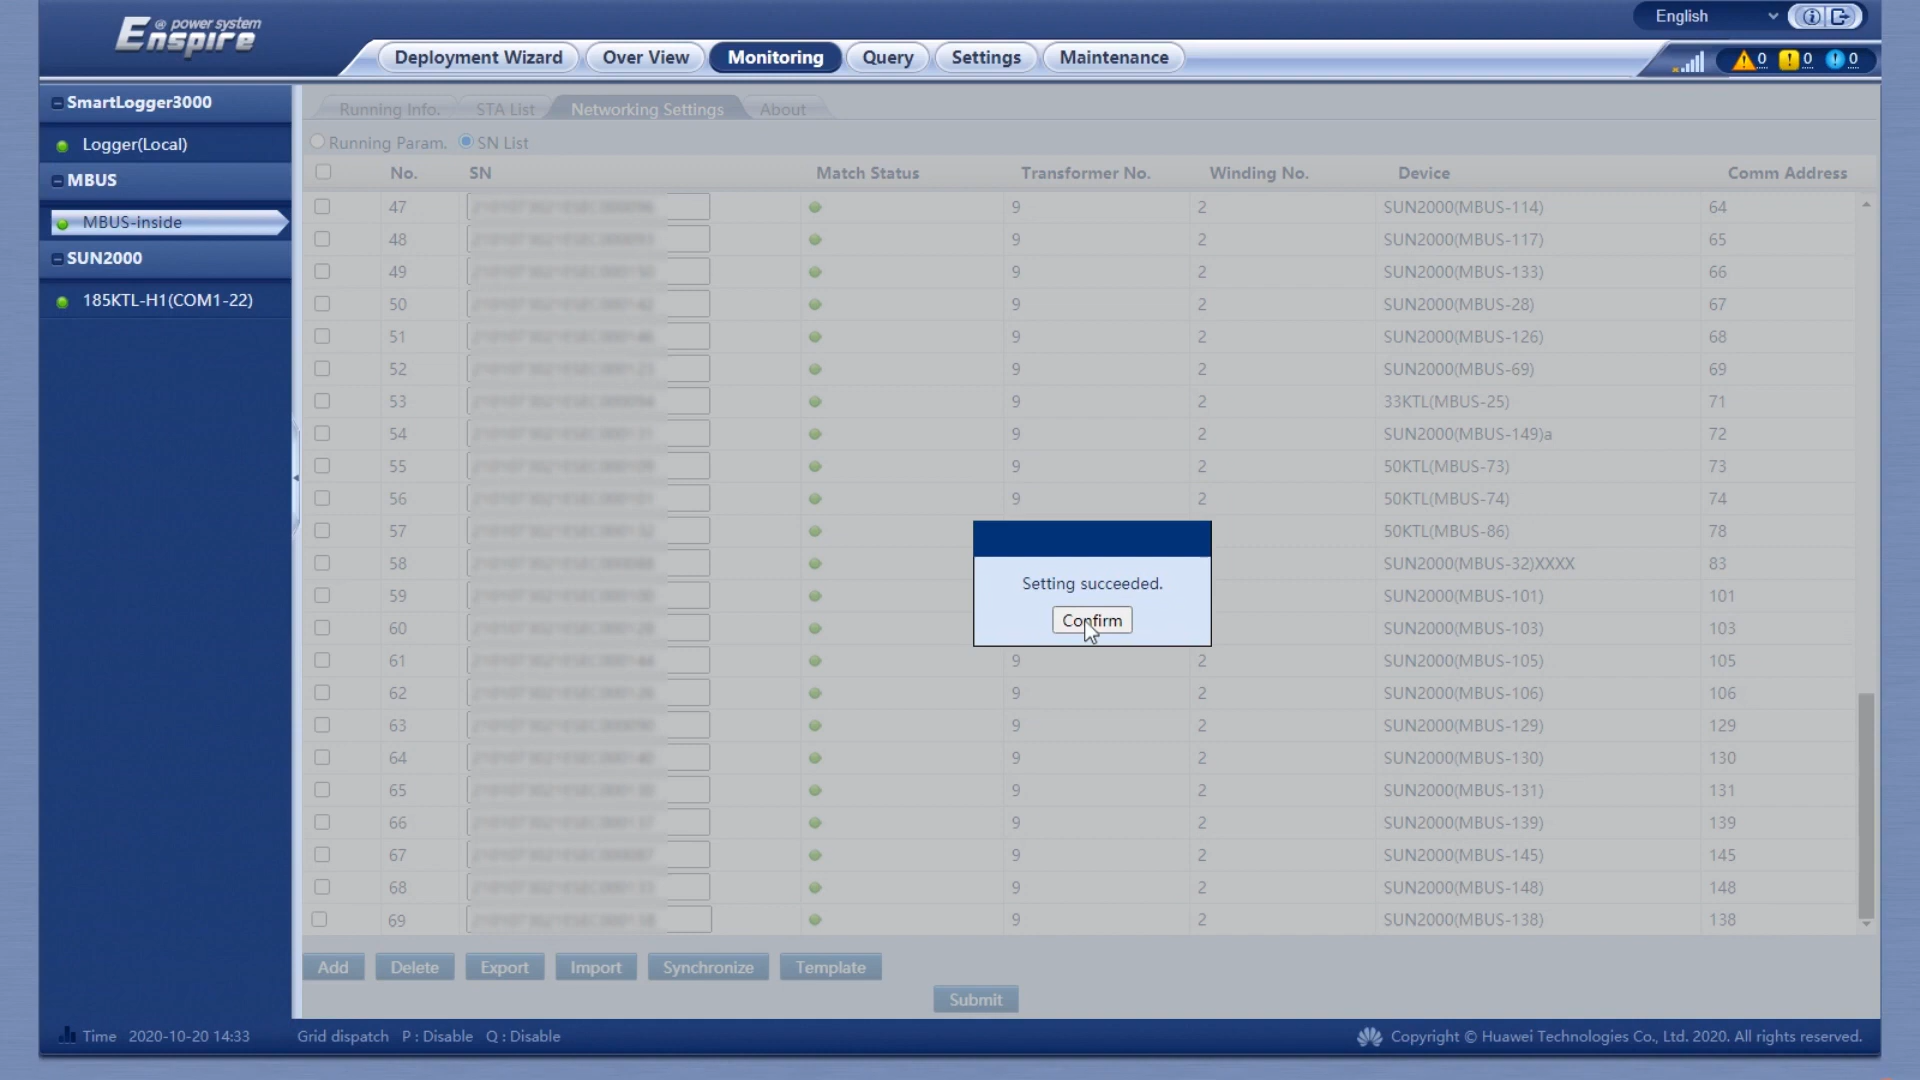 Enspire @ power system
English
Deployment Wizard Over View Monitoring Query Settings Maintenance
0 0 0
SmartLogger3000
Logger(Local)
MBUS
MBUS-inside
SUN2000
185KTL-H1(COM1-22)
Running Info. STA List Networking Settings About
Running Param. SN List
No. SN Match Status Transformer No. Winding No. Device Comm Address
47 9 2 SUN2000(MBUS-114) 64
48 9 2 SUN2000(MBUS-117) 65
49 9 2 SUN2000(MBUS-133) 66
50 9 2 SUN2000(MBUS-28) 67
51 9 2 SUN2000(MBUS-126) 68
52 9 2 SUN2000(MBUS-69) 69
53 9 2 33KTL(MBUS-25) 71
54 9 2 SUN2000(MBUS-149)a 72
55 9 2 50KTL(MBUS-73) 73
56 9 2 50KTL(MBUS-74) 74
57 50KTL(MBUS-86) 78
58 SUN2000(MBUS-32)XXXX 83
59 SUN2000(MBUS-101) 101
60 SUN2000(MBUS-103) 103
61 9 2 SUN2000(MBUS-105) 105
62 9 2 SUN2000(MBUS-106) 106
63 9 2 SUN2000(MBUS-129) 129
64 9 2 SUN2000(MBUS-130) 130
65 9 2 SUN2000(MBUS-131) 131
66 9 2 SUN2000(MBUS-139) 139
67 9 2 SUN2000(MBUS-145) 145
68 9 2 SUN2000(MBUS-148) 148
69 9 2 SUN2000(MBUS-138) 138
Setting succeeded.
Confirm
Add Delete Export Import Synchronize Template
Submit
Time 2020-10-20 14:33 Grid dispatch P : Disable Q : Disable Copyright © Huawei Technologies Co., Ltd. 2020. All rights reserved.